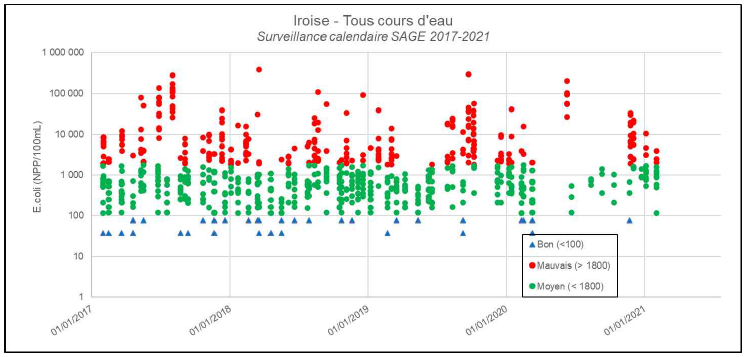 Iroise - Tous cours d'eau
Surveillance calendaire SAGE 2017-2021
E.coli (NPP/100mL)
1 000 000
100 000
10 000
1 000
100
10
1
01/01/2017
01/01/2018
01/01/2019
01/01/2020
01/01/2021
Bon (<100)
Mauvais (> 1800)
Moyen (< 1800)